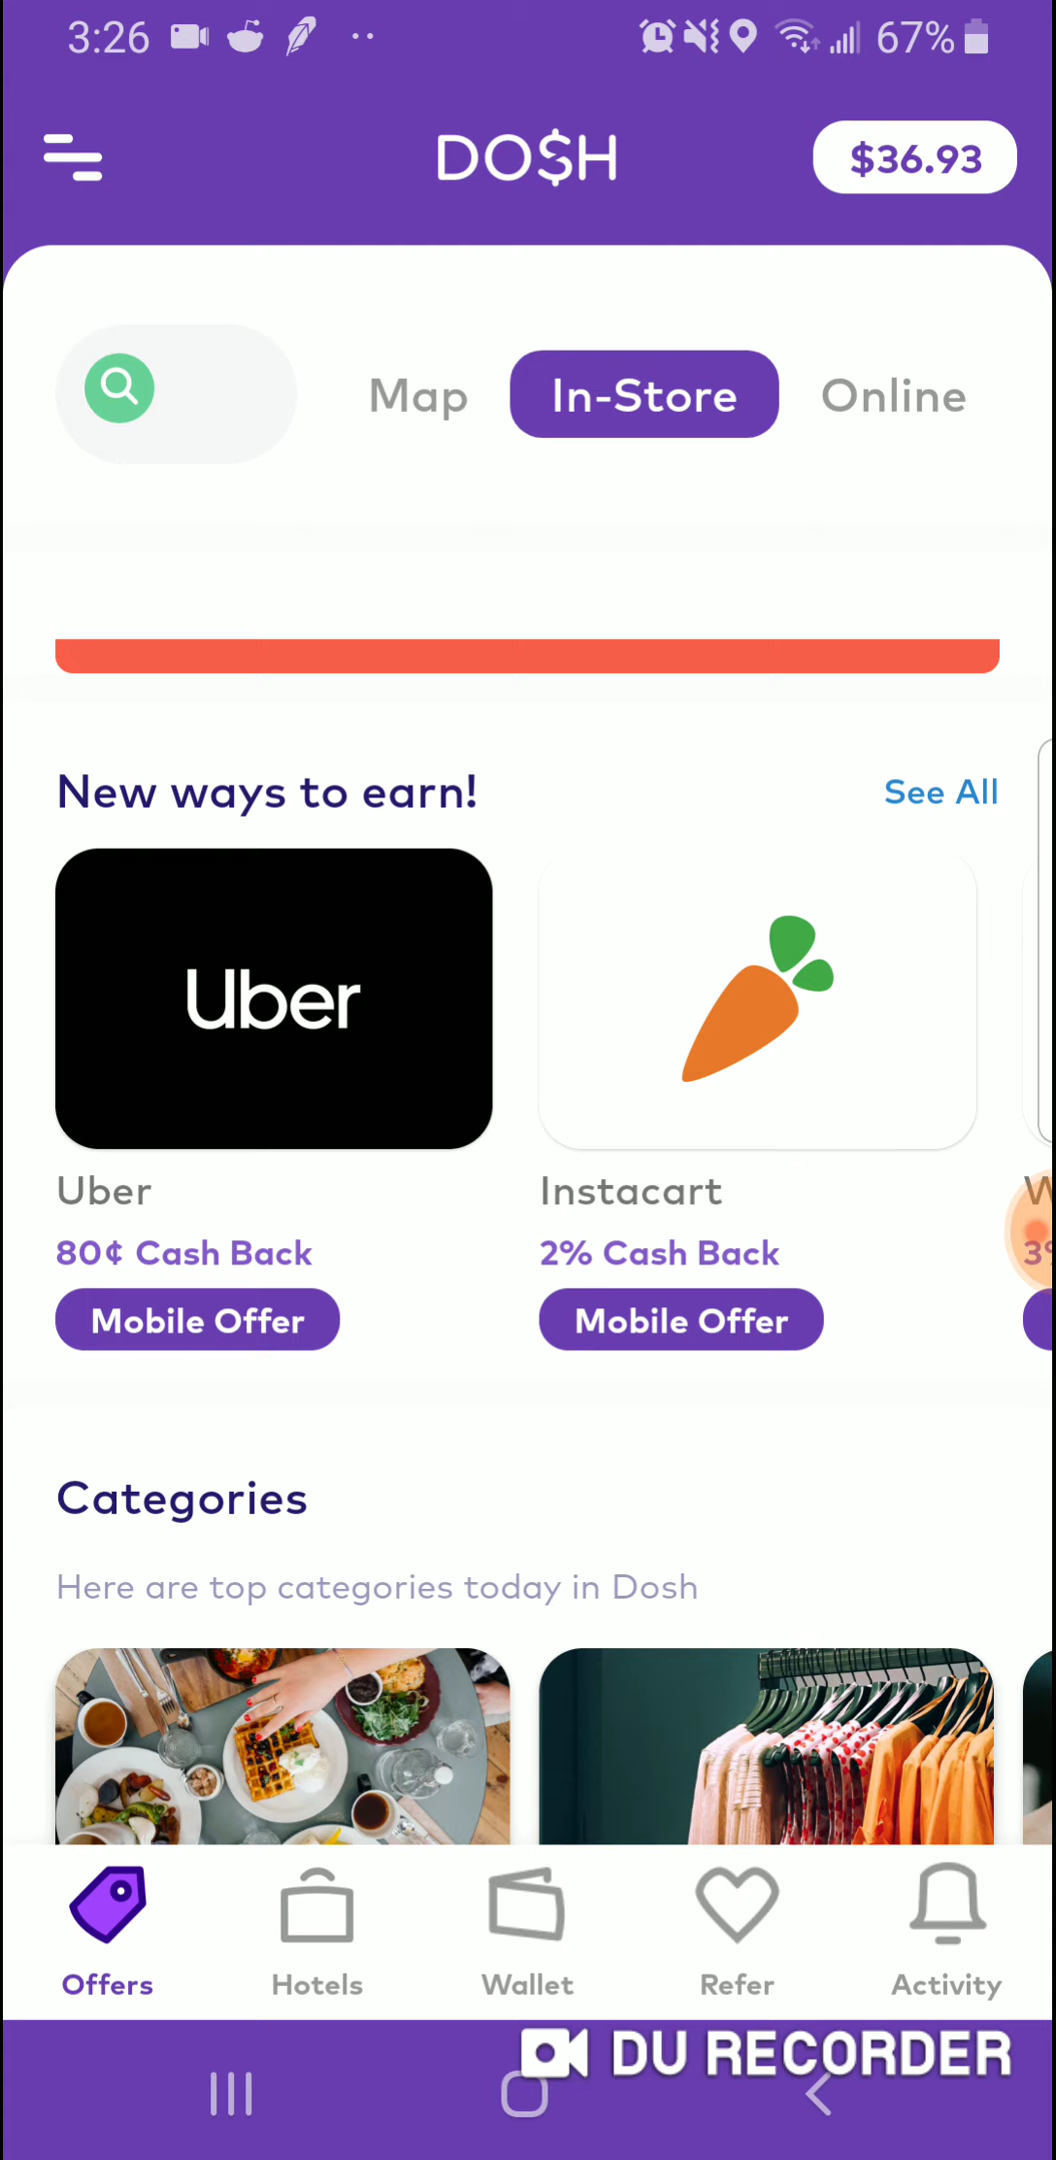 3:26
67%
DO$H
$36.93
Map
In-Store
Online
New ways to earn!
See All
Uber
Uber
Instacart
W
80¢ Cash Back
2% Cash Back
3%
Mobile Offer
Mobile Offer
Categories
Here are top categories today in Dosh
Offers
Hotels
Wallet
Refer
Activity
DU RECORDER